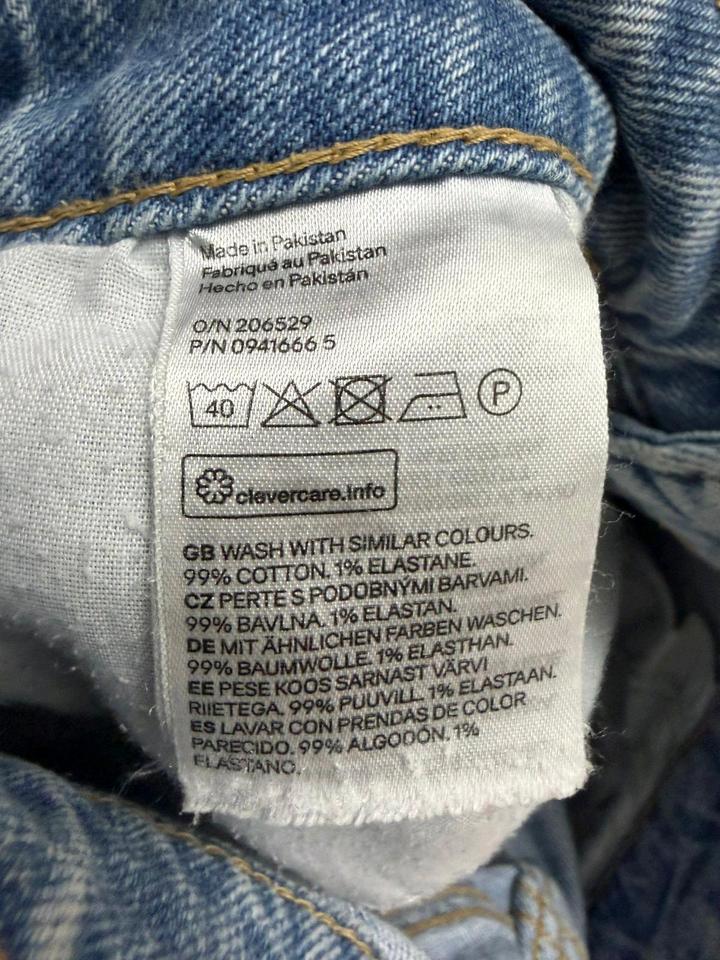 Made in Pakistan
Fabriqué au Pakistan
Hecho en Pakistán
O/N 206529
P/N 0941666 5
40 P
clevercare.info
GB WASH WITH SIMILAR COLOURS.
99% COTTON. 1% ELASTANE.
CZ PERTE S PODOBNÝMI BARVAMI.
99% BAVLNA. 1% ELASTAN.
DE MIT ÄHNLICHEN FARBEN WASCHEN.
99% BAUMWOLLE. 1% ELASTHAN.
EE PESE KOOS SARNAST VÄRVI
RIIETEGA. 99% PUUVILL. 1% ELASTAAN.
ES LAVAR CON PRENDAS DE COLOR
PARECIDO. 99% ALGODÓN. 1%
ELASTANO.